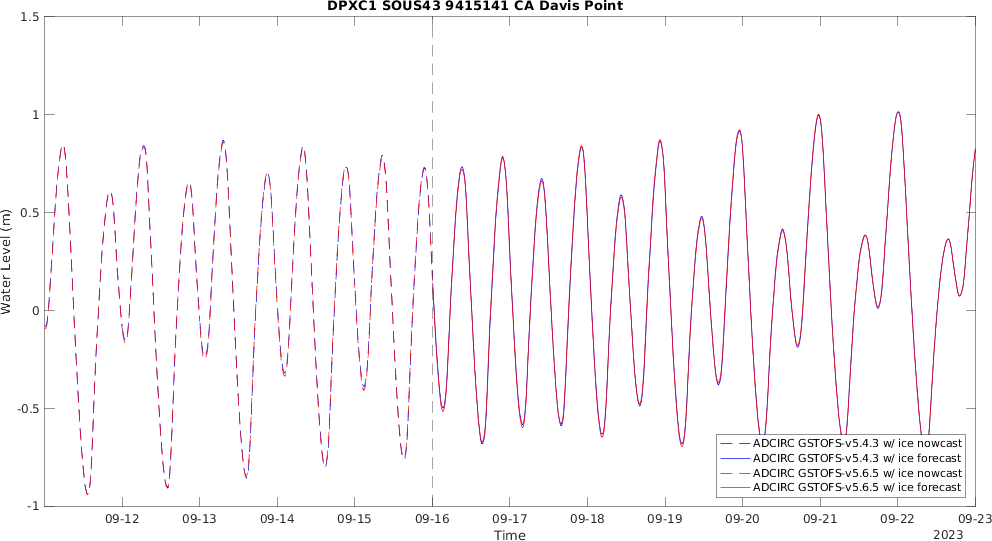 DPXC1 SOUS43 9415141 CA Davis Point
1.5
1
0.5
0
-0.5
-1
Water Level (m)
09-12 09-13 09-14 09-15 09-16 09-17 09-18 09-19 09-20 09-21 09-22 09-23
Time
2023
ADCIRC GSTOFS-v5.4.3 w/ ice nowcast
ADCIRC GSTOFS-v5.4.3 w/ ice forecast
ADCIRC GSTOFS-v5.6.5 w/ ice nowcast
ADCIRC GSTOFS-v5.6.5 w/ ice forecast